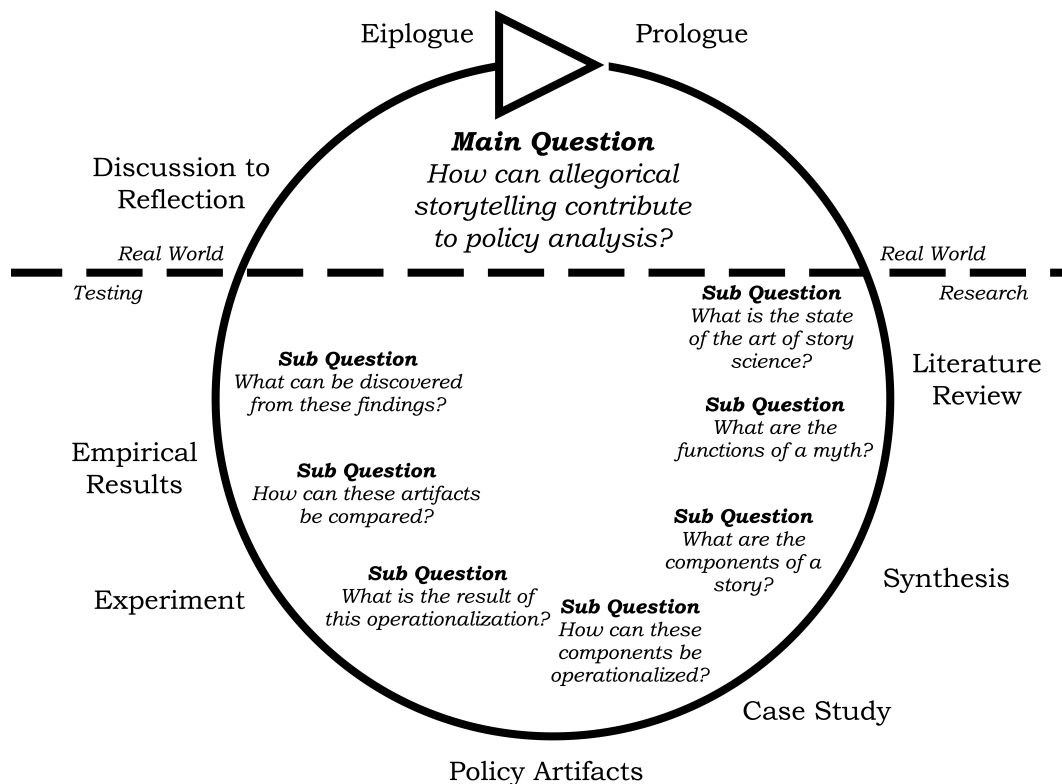 Eiplogue
Prologue
Main Question
How can allegorical
storytelling contribute
to policy analysis?
Discussion to
Reflection
Real World
Real World
Testing
Research
Sub Question
What is the state
of the art of story
science?
Literature
Review
Sub Question
What can be discovered
from these findings?
Sub Question
What are the
functions of a myth?
Empirical
Results
Sub Question
How can these artifacts
be compared?
Sub Question
What are the
components of a
story?
Synthesis
Experiment
Sub Question
What is the result of
this operationalization?
Sub Question
How can these
components be
operationalized?
Case Study
Policy Artifacts